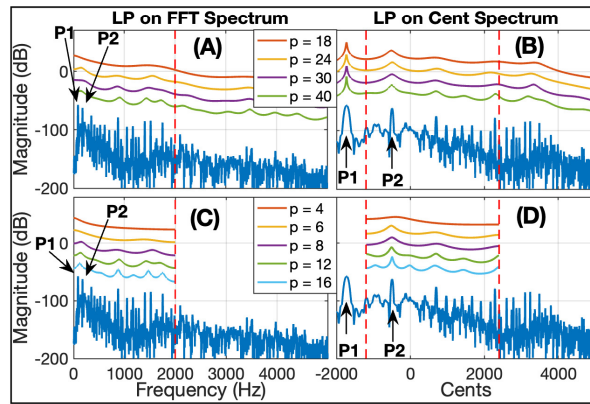 LP on FFT Spectrum
LP on Cent Spectrum
P1
P2
(A)
p = 18
p = 24
p = 30
p = 40
(B)
Magnitude (dB)
0
-100
-200
P1
P2
P1
P2
(C)
p = 4
p = 6
p = 8
p = 12
p = 16
(D)
Magnitude (dB)
0
-100
-200
P1
P2
0 1000 2000 3000 4000
-2000 0 2000 4000
Frequency (Hz)
Cents